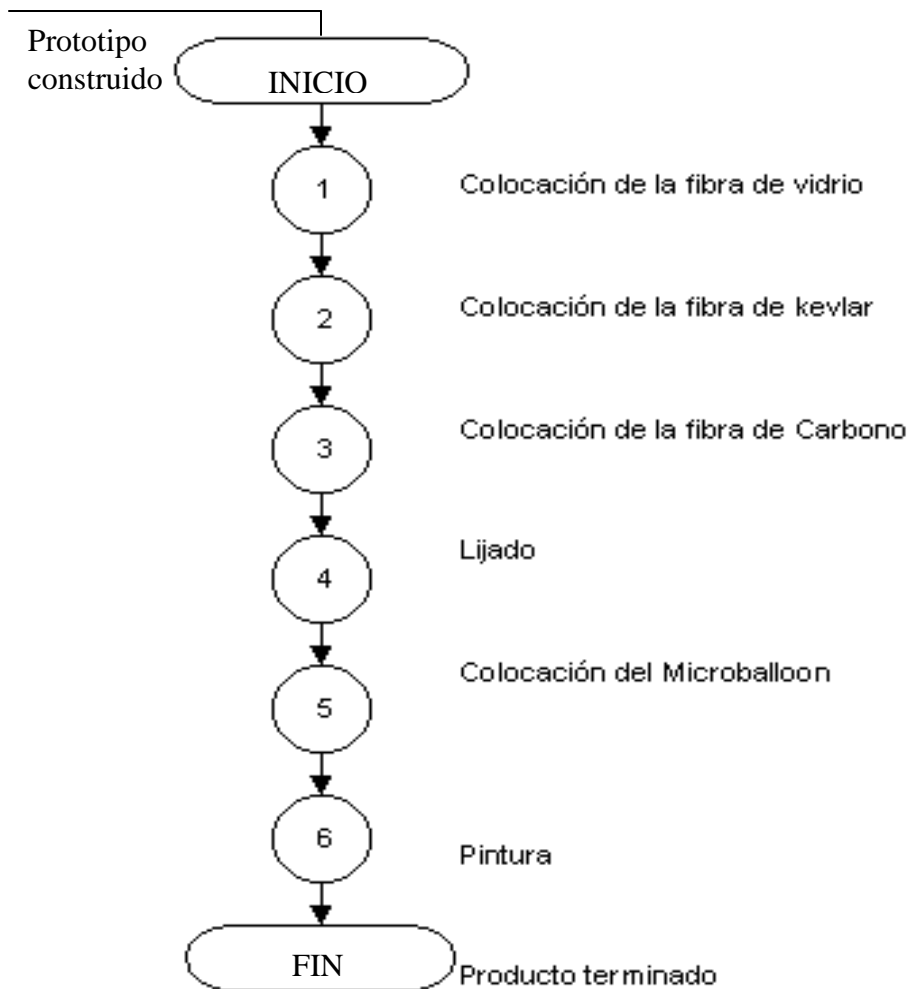 Prototipo
construido
INICIO
1
Colocación de la fibra de vidrio
2
Colocación de la fibra de kevlar
3
Colocación de la fibra de Carbono
4
Lijado
5
Colocación del Microballoon
6
Pintura
FIN
Producto terminado